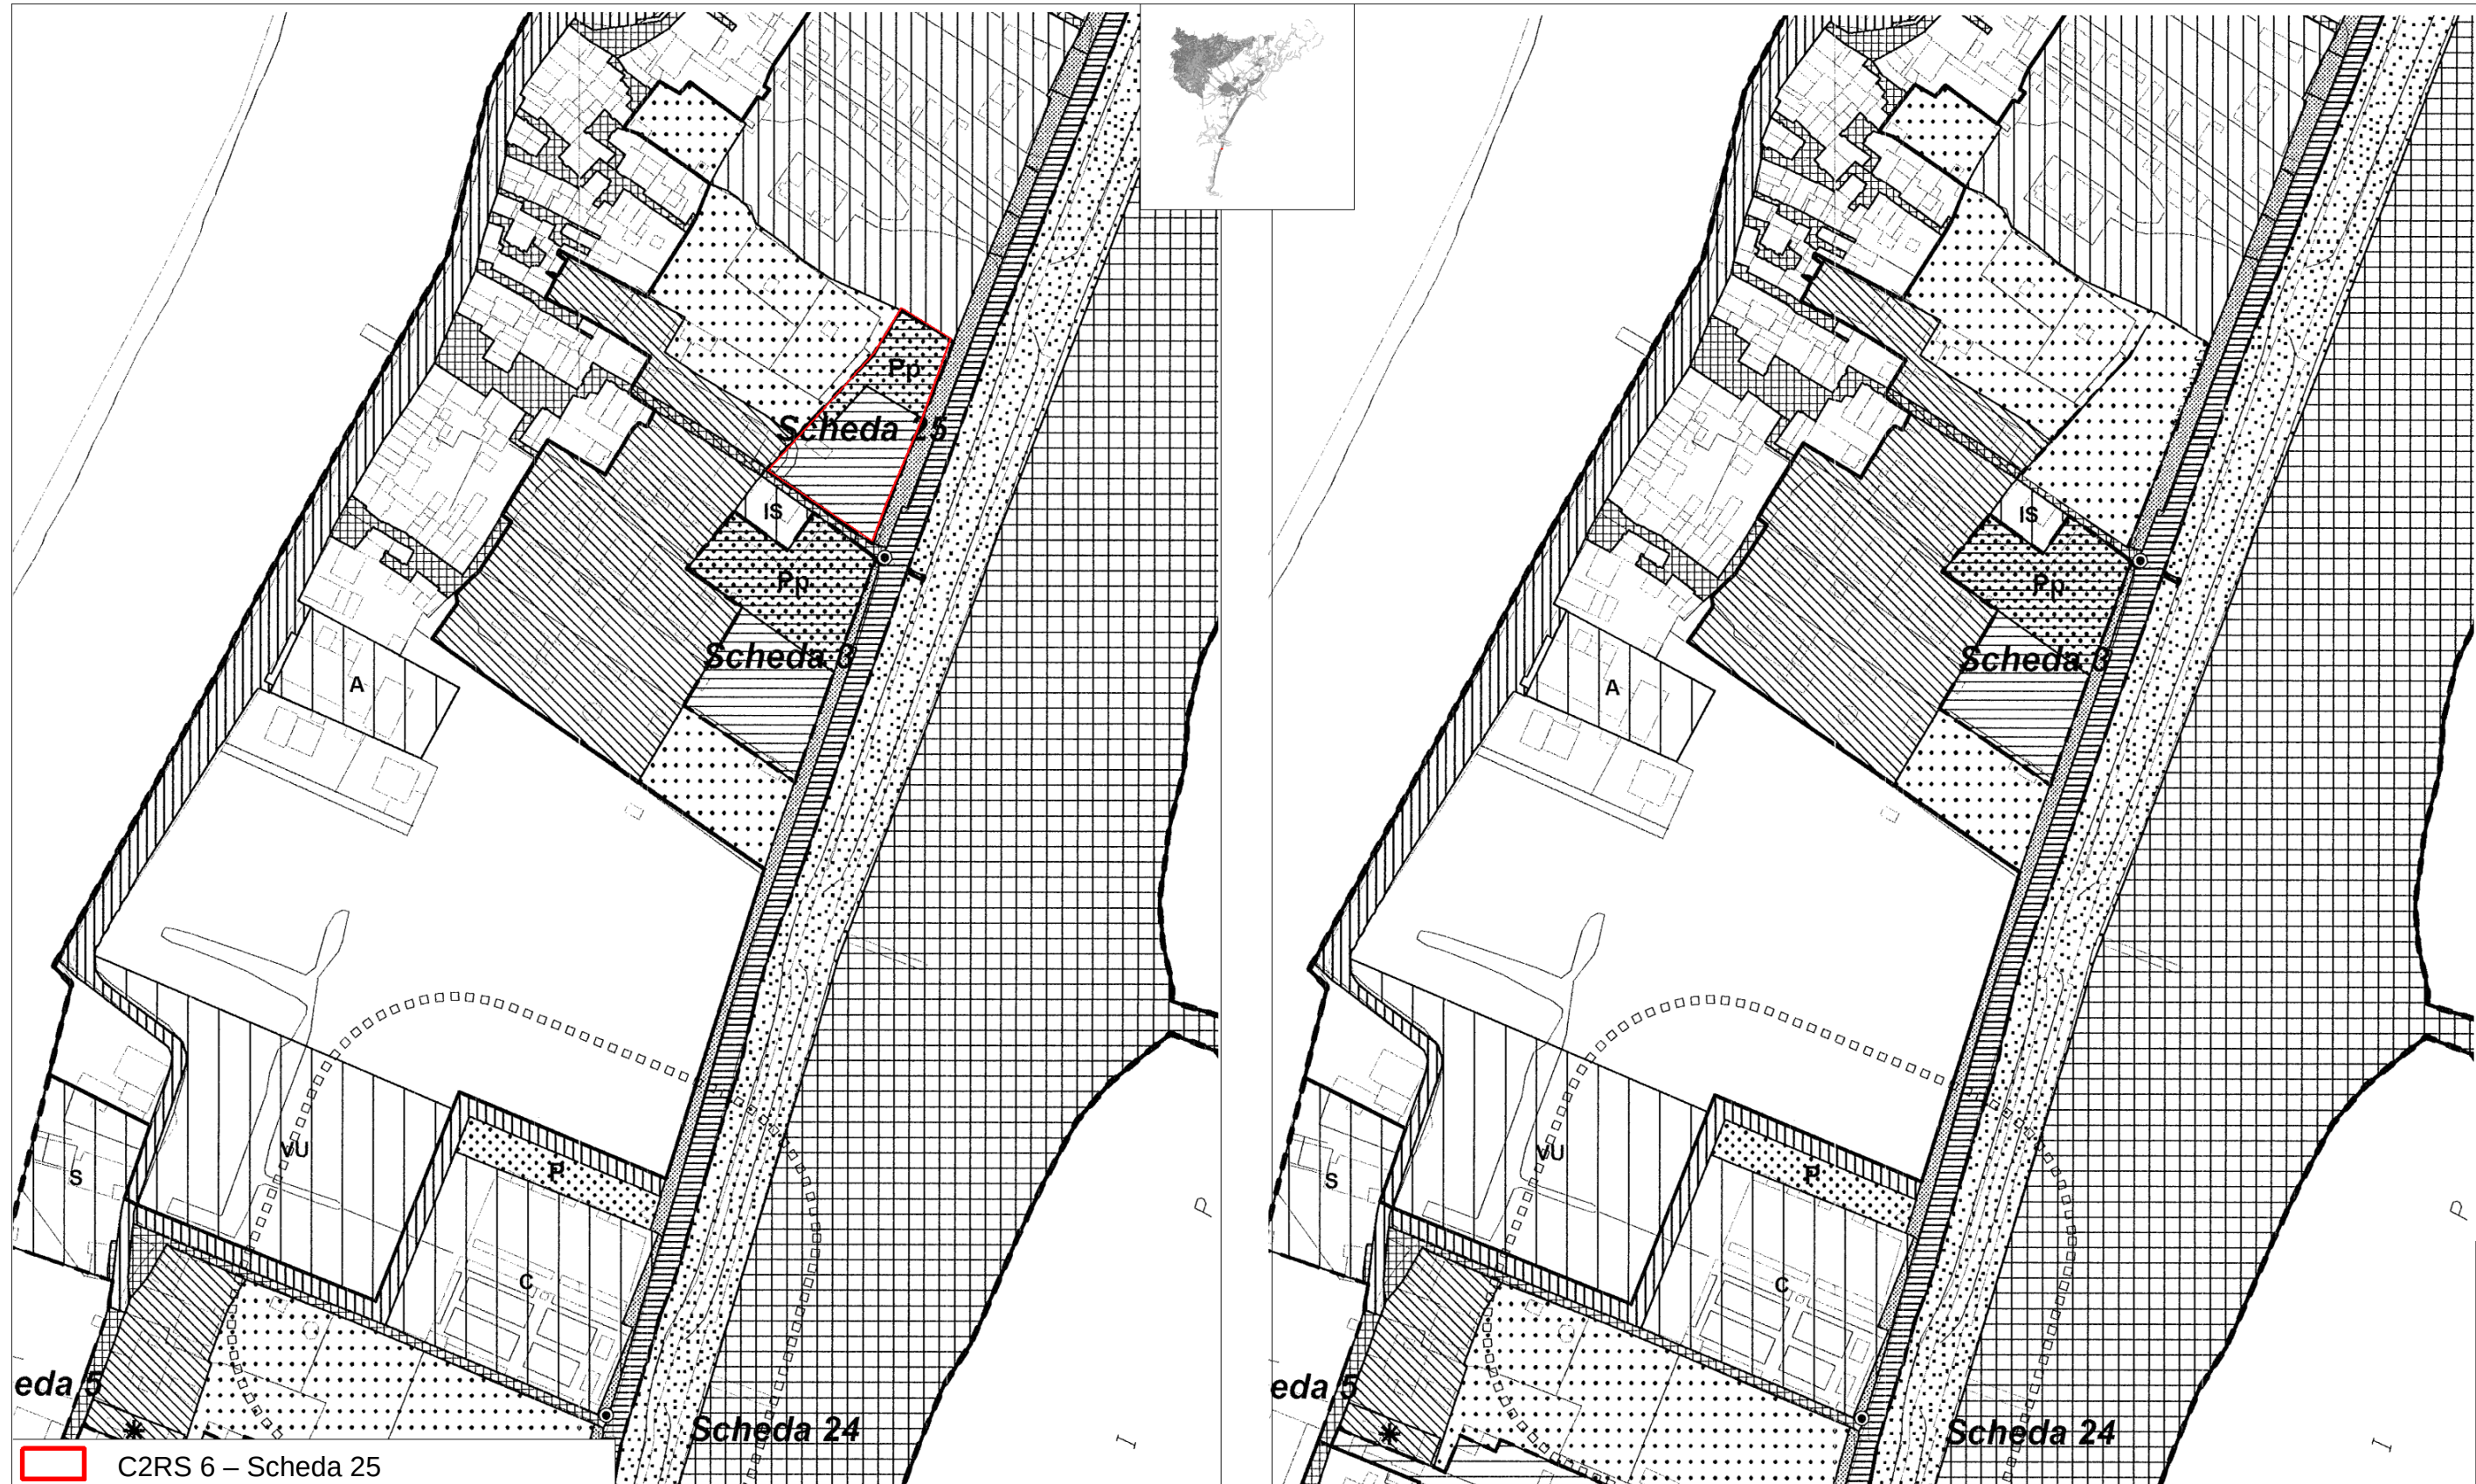 Pp
Scheda 25
IS
Pp
Scheda 3
A
VU
S
P
C
P
I
eda 5
Scheda 24
C2RS 6 – Scheda 25
IS
Pp
Scheda 3
A
VU
S
P
C
P
I
eda 5
Scheda 24